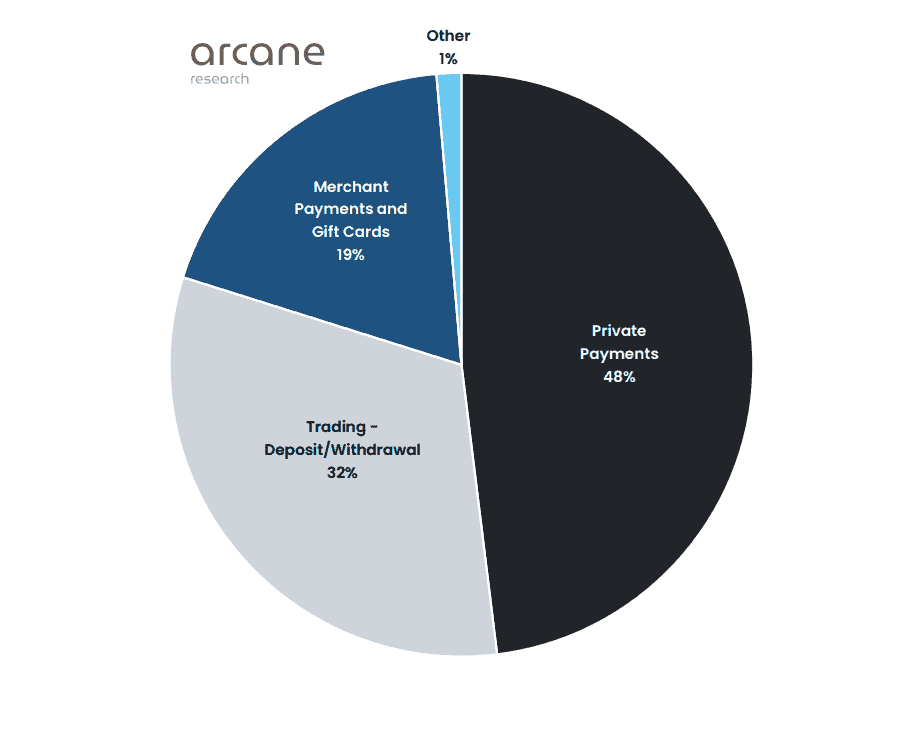 arcane
research
Other
1%
Merchant
Payments and
Gift Cards
19%
Private
Payments
48%
Trading -
Deposit/Withdrawal
32%